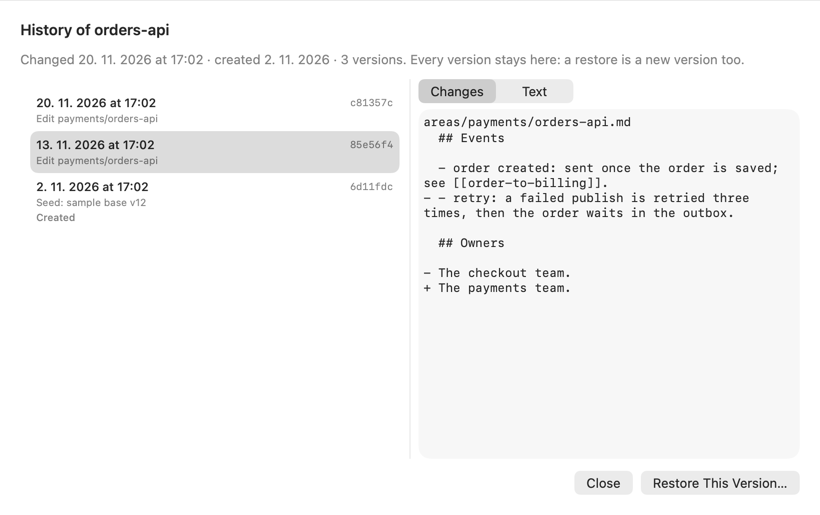 History of orders-api
Changed 20. 11. 2026 at 17:02 · created 2. 11. 2026 · 3 versions. Every version stays here: a restore is a new version too.
20. 11. 2026 at 17:02 c81357c
Edit payments/orders-api
13. 11. 2026 at 17:02 85e56f4
Edit payments/orders-api
2. 11. 2026 at 17:02 6d11fdc
Seed: sample base v12
Created
Changes Text
areas/payments/orders-api.md
## Events
- order created: sent once the order is saved;
see [[order-to-billing]].
- - retry: a failed publish is retried three
times, then the order waits in the outbox.
## Owners
- The checkout team.
+ The payments team.
Close Restore This Version...